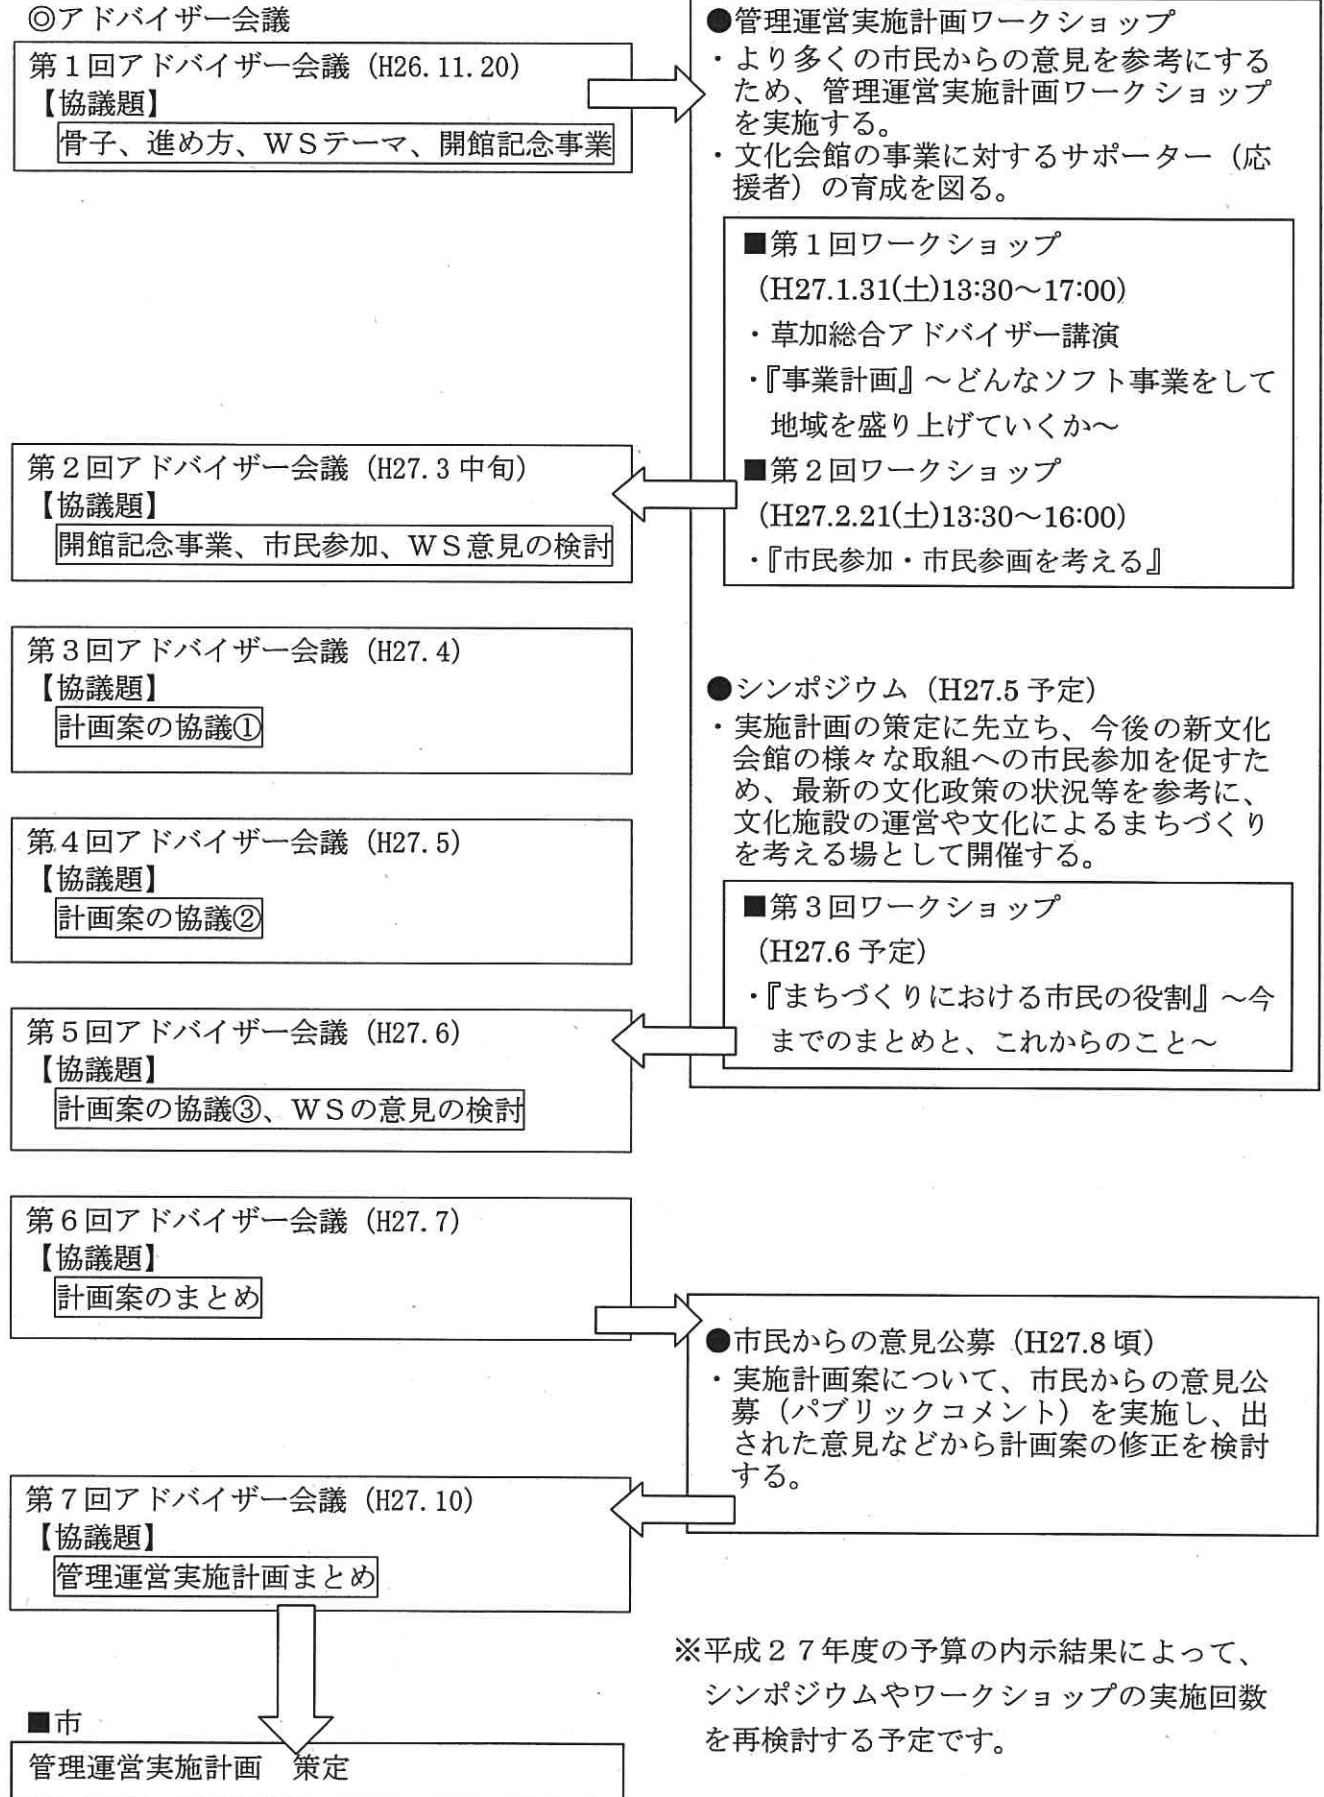 ◎アドバイザー会議
第１回アドバイザー会議（H26.11.20）
【協議題】
骨子、進め方、ＷＳテーマ、開館記念事業
第２回アドバイザー会議（H27.3 中旬）
【協議題】
開館記念事業、市民参加、ＷＳ意見の検討
第３回アドバイザー会議（H27.4）
【協議題】
計画案の協議①
第４回アドバイザー会議（H27.5）
【協議題】
計画案の協議②
第５回アドバイザー会議（H27.6）
【協議題】
計画案の協議③、ＷＳの意見の検討
第６回アドバイザー会議（H27.7）
【協議題】
計画案のまとめ
第７回アドバイザー会議（H27.10）
【協議題】
管理運営実施計画まとめ
■市
管理運営実施計画　策定
●管理運営実施計画ワークショップ
・より多くの市民からの意見を参考にする
ため、管理運営実施計画ワークショップ
を実施する。
・文化会館の事業に対するサポーター（応
援者）の育成を図る。
■第１回ワークショップ
（H27.1.31(土)13:30～17:00）
・草加総合アドバイザー講演
・『事業計画』～どんなソフト事業をして
地域を盛り上げていくか～
■第２回ワークショップ
（H27.2.21(土)13:30～16:00）
・『市民参加・市民参画を考える』
●シンポジウム（H27.5 予定）
・実施計画の策定に先立ち、今後の新文化
会館の様々な取組への市民参加を促すた
め、最新の文化政策の状況等を参考に、
文化施設の運営や文化によるまちづくり
を考える場として開催する。
■第３回ワークショップ
（H27.6 予定）
・『まちづくりにおける市民の役割』～今
までのまとめと、これからのこと～
●市民からの意見公募（H27.8 頃）
・実施計画案について、市民からの意見公
募（パブリックコメント）を実施し、出
された意見などから計画案の修正を検討
する。
※平成２７年度の予算の内示結果によって、
シンポジウムやワークショップの実施回数
を再検討する予定です。